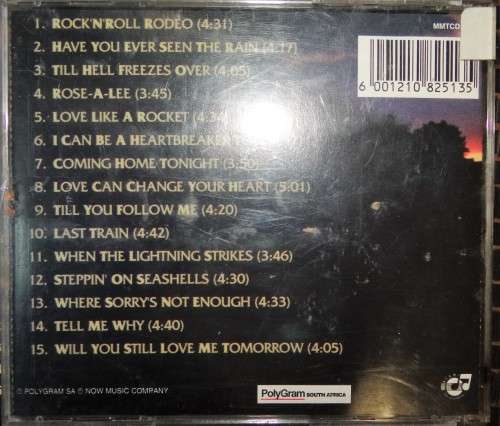 1. ROCK'N'ROLL RODEO (4:31)
2. HAVE YOU EVER SEEN THE RAIN (4:17)
3. TILL HELL FREEZES OVER (4:05)
4. ROSE-A-LEE (3:45)
5. LOVE LIKE A ROCKET (4:34)
6. I CAN BE A HEARTBREAKER
7. COMING HOME TONIGHT (3:50)
8. LOVE CAN CHANGE YOUR HEART (5:01)
9. TILL YOU FOLLOW ME (4:20)
10. LAST TRAIN (4:42)
11. WHEN THE LIGHTNING STRIKES (3:46)
12. STEPPIN' ON SEASHELLS (4:30)
13. WHERE SORRY'S NOT ENOUGH (4:33)
14. TELL ME WHY (4:40)
15. WILL YOU STILL LOVE ME TOMORROW (4:05)
MMTCD
6 001210 825135
℗ POLYGRAM SA © NOW MUSIC COMPANY
PolyGram SOUTH AFRICA